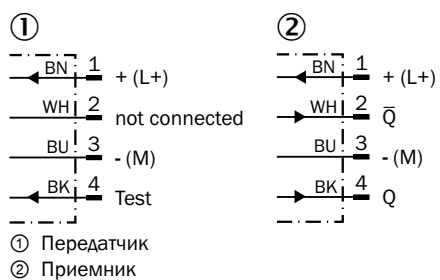 ① ②
BN 1 + (L+)
WH 2 not connected
BU 3 - (M)
BK 4 Test
BN 1 + (L+)
WH 2 Q̅
BU 3 - (M)
BK 4 Q
① Передатчик
② Приемник